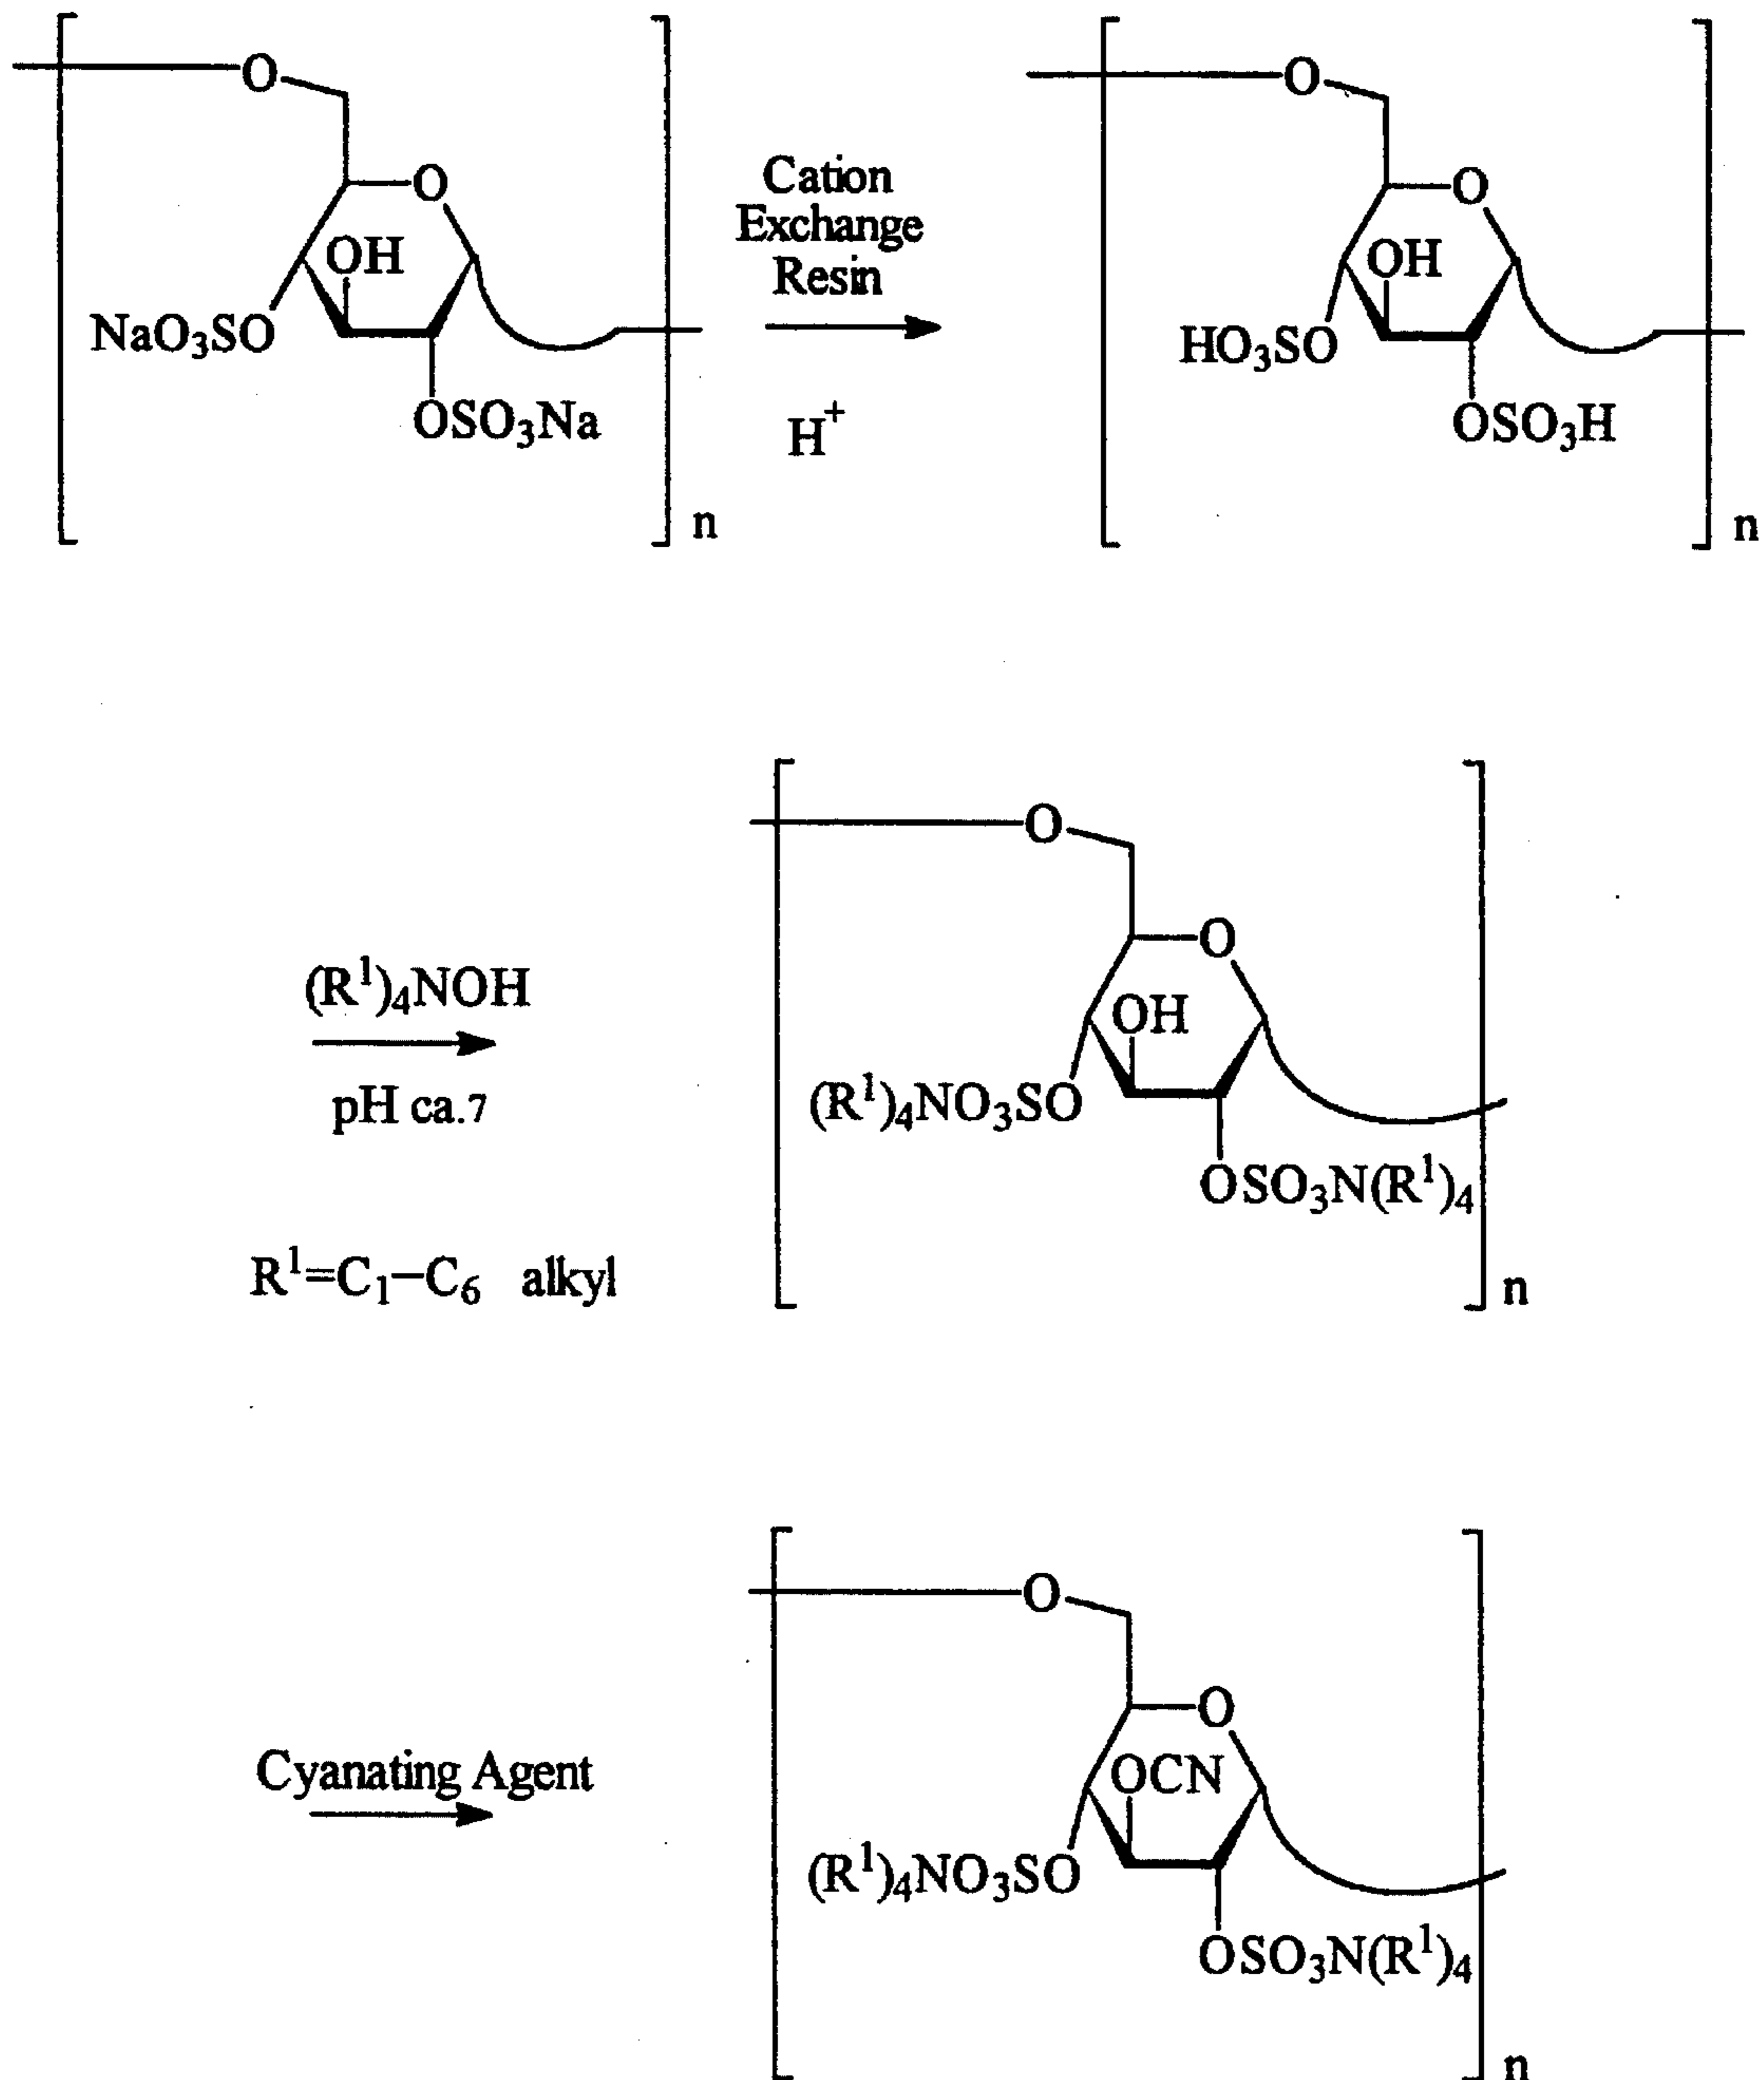 O
O
OH
NaO₃SO
OSO₃Na
n
Cation
Exchange
Resin
H⁺
O
O
OH
HO₃SO
OSO₃H
n
(R¹)₄NOH
pH ca.7
R¹=C₁–C₆ alkyl
O
O
OH
(R¹)₄NO₃SO
OSO₃N(R¹)₄
n
Cyanating Agent
O
O
OCN
(R¹)₄NO₃SO
OSO₃N(R¹)₄
n